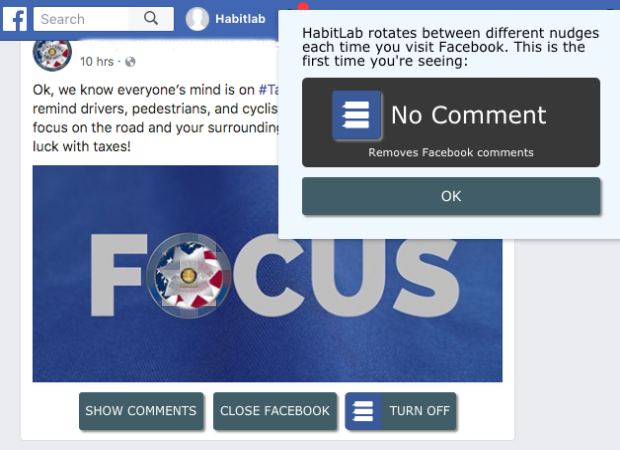 Search
Habitlab
10 hrs ·
Ok, we know everyone's mind is on #Ta
remind drivers, pedestrians, and cyclis
focus on the road and your surrounding
luck with taxes!
FOCUS
SHOW COMMENTS
CLOSE FACEBOOK
TURN OFF
HabitLab rotates between different nudges
each time you visit Facebook. This is the
first time you're seeing:
No Comment
Removes Facebook comments
OK